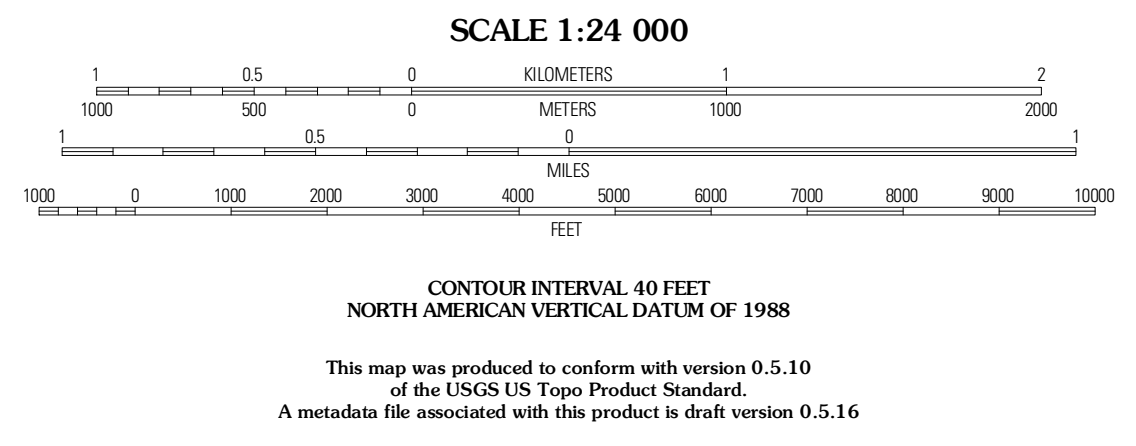 SCALE 1:24 000
1 0.5 0 KILOMETERS 1 2
1000 500 0 METERS 1000 2000
1 0.5 0 1
MILES
1000 0 1000 2000 3000 4000 5000 6000 7000 8000 9000 10000
FEET
CONTOUR INTERVAL 40 FEET
NORTH AMERICAN VERTICAL DATUM OF 1988
This map was produced to conform with version 0.5.10
of the USGS US Topo Product Standard.
A metadata file associated with this product is draft version 0.5.16